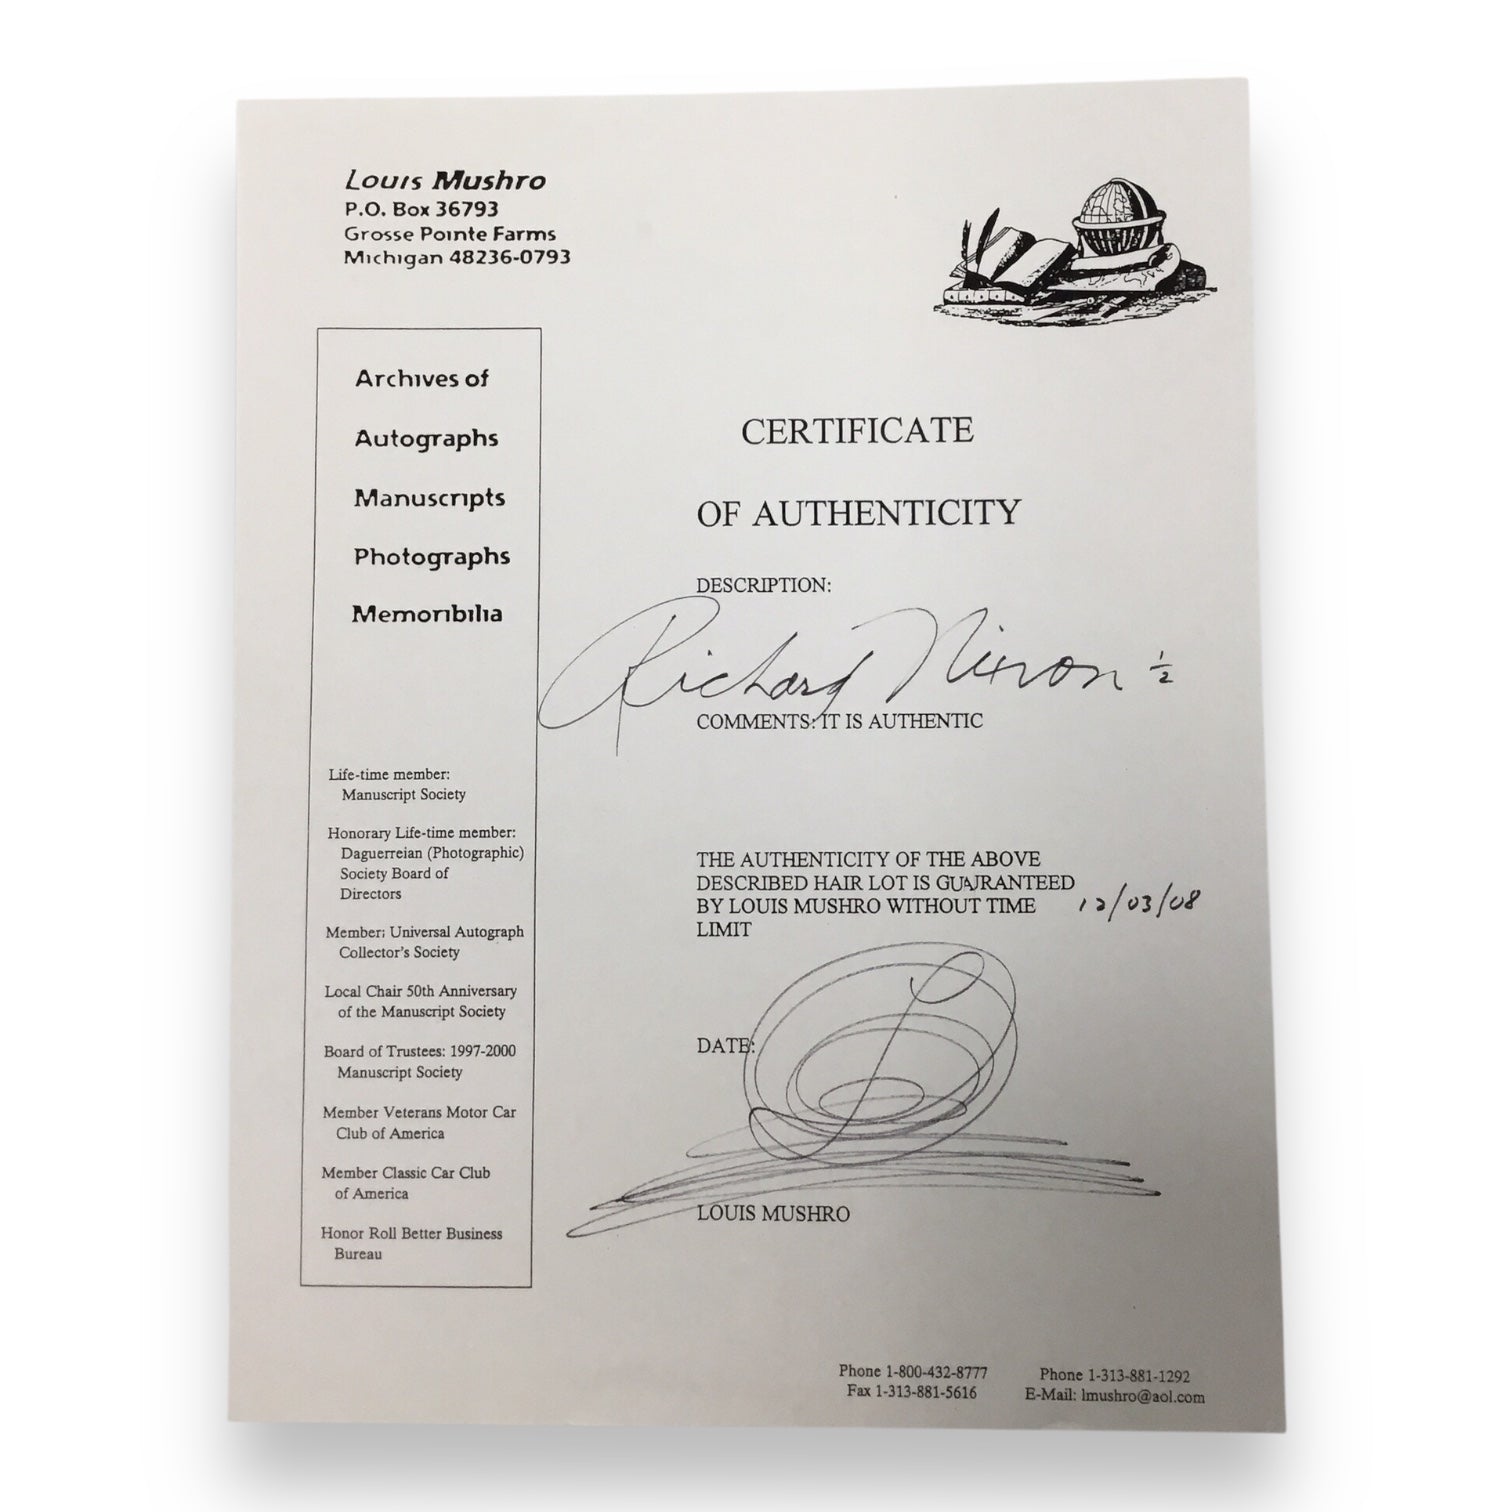 Louis Mushro
P.O. Box 36793
Grosse Pointe Farms
Michigan 48236-0793
Archives of
Autographs
Manuscripts
Photographs
Memoribilia
Life-time member:
Manuscript Society
Honorary Life-time member:
Daguerreian (Photographic)
Society Board of
Directors
Member: Universal Autograph
Collector's Society
Local Chair 50th Anniversary
of the Manuscript Society
Board of Trustees: 1997-2000
Manuscript Society
Member Veterans Motor Car
Club of America
Member Classic Car Club
of America
Honor Roll Better Business
Bureau
CERTIFICATE
OF AUTHENTICITY
DESCRIPTION:
Richard Nixon 1/2
COMMENTS: IT IS AUTHENTIC
THE AUTHENTICITY OF THE ABOVE
DESCRIBED HAIR LOT IS GUARANTEED
BY LOUIS MUSHRO WITHOUT TIME 12/03/08
LIMIT
DATE:
LOUIS MUSHRO
Phone 1-800-432-8777 Phone 1-313-881-1292
Fax 1-313-881-5616 E-Mail: lmushro@aol.com